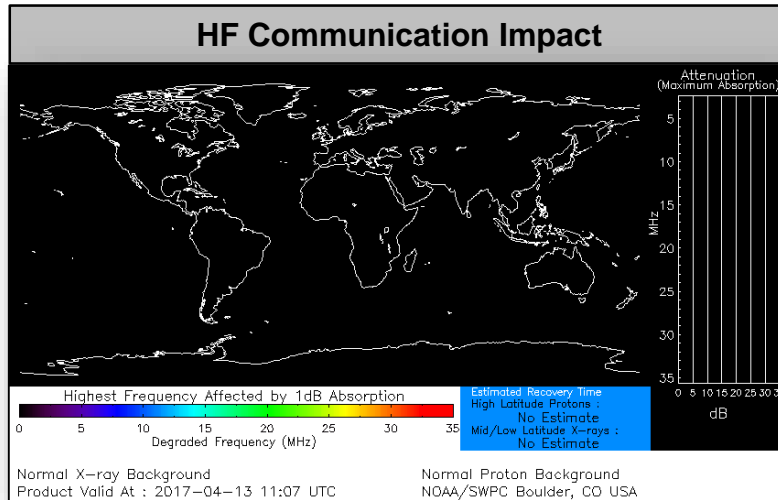 HF Communication Impact
Attenuation
(Maximum Absorption)
5
10
15
20
25
30
35
MHz
0 5 10 15 20 25 30 3
dB
Highest Frequency Affected by 1dB Absorption
0 5 10 15 20 25 30 35
Degraded Frequency (MHz)
Estimated Recovery Time
High Latitude Protons :
No Estimate
Mid/Low Latitude X-rays :
No Estimate
Normal X-ray Background
Product Valid At : 2017-04-13 11:07 UTC
Normal Proton Background
NOAA/SWPC Boulder, CO USA